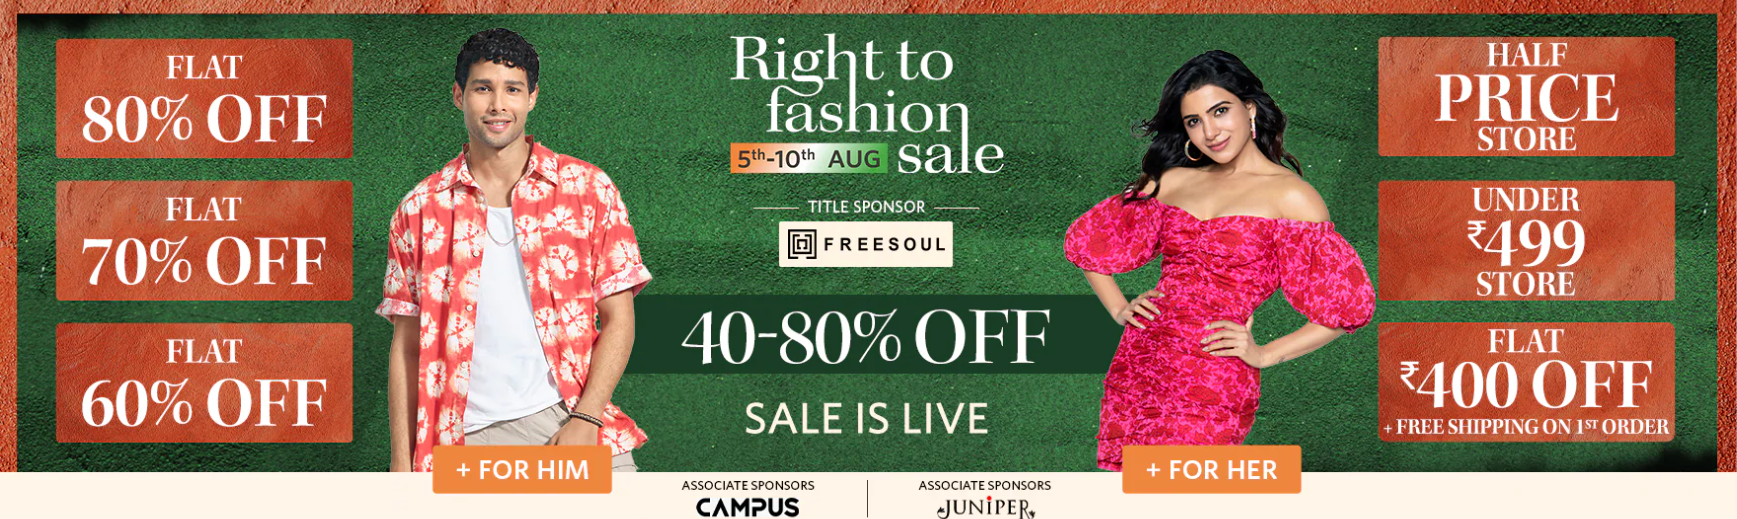 FLAT
80% OFF
FLAT
70% OFF
FLAT
60% OFF
Right to
fashion
5th-10th AUG sale
TITLE SPONSOR
FREESOUL
40-80% OFF
SALE IS LIVE
HALF
PRICE
STORE
UNDER
₹499
STORE
FLAT
₹400 OFF
+ FREE SHIPPING ON 1ST ORDER
+ FOR HIM
+ FOR HER
ASSOCIATE SPONSORS
CAMPUS
ASSOCIATE SPONSORS
JUNiPER